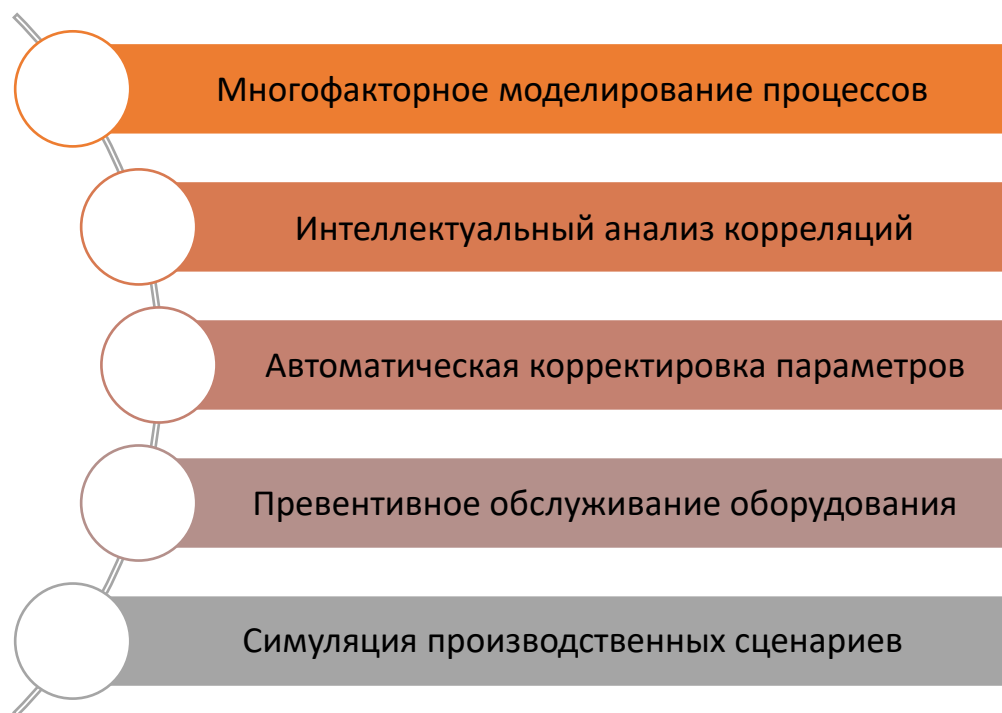 Многофакторное моделирование процессов
Интеллектуальный анализ корреляций
Автоматическая корректировка параметров
Превентивное обслуживание оборудования
Симуляция производственных сценариев